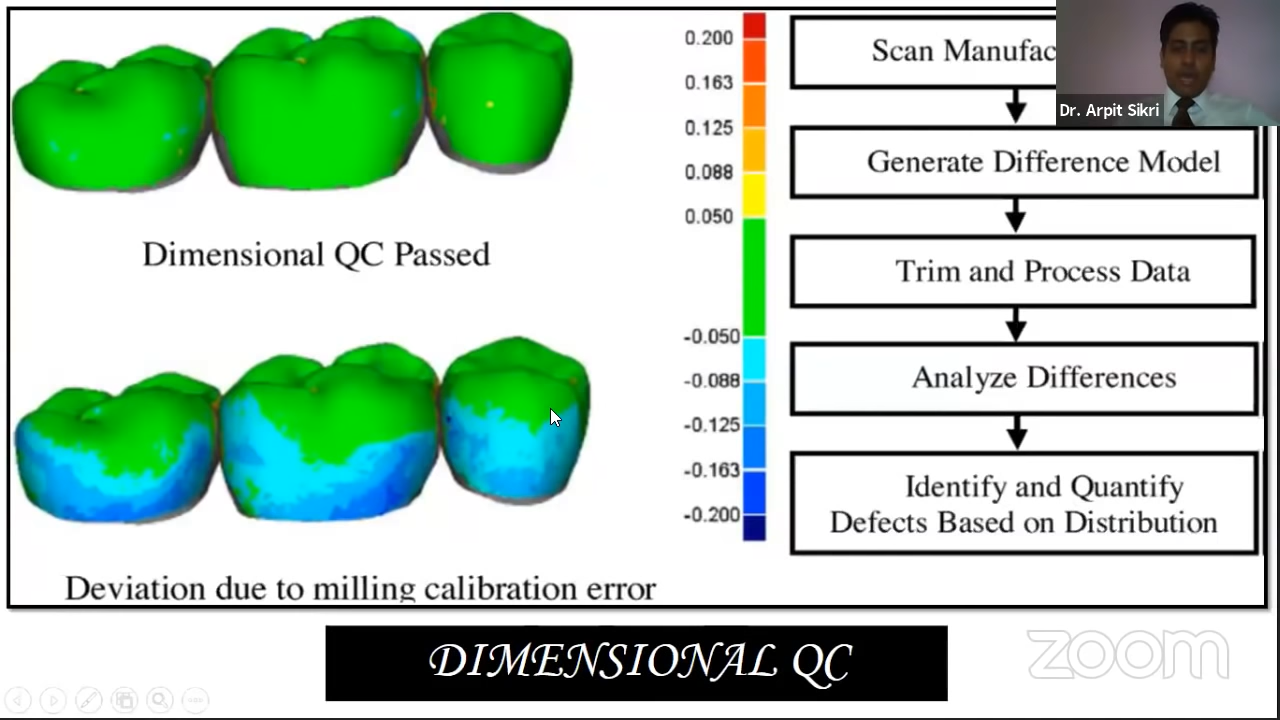 Dimensional QC Passed
Deviation due to milling calibration error
0.200
0.163
0.125
0.088
0.050
-0.050
-0.088
-0.125
-0.163
-0.200
Scan Manufac
Generate Difference Model
Trim and Process Data
Analyze Differences
Identify and Quantify
Defects Based on Distribution
Dr. Arpit Sikri
DIMENSIONAL QC
zoom